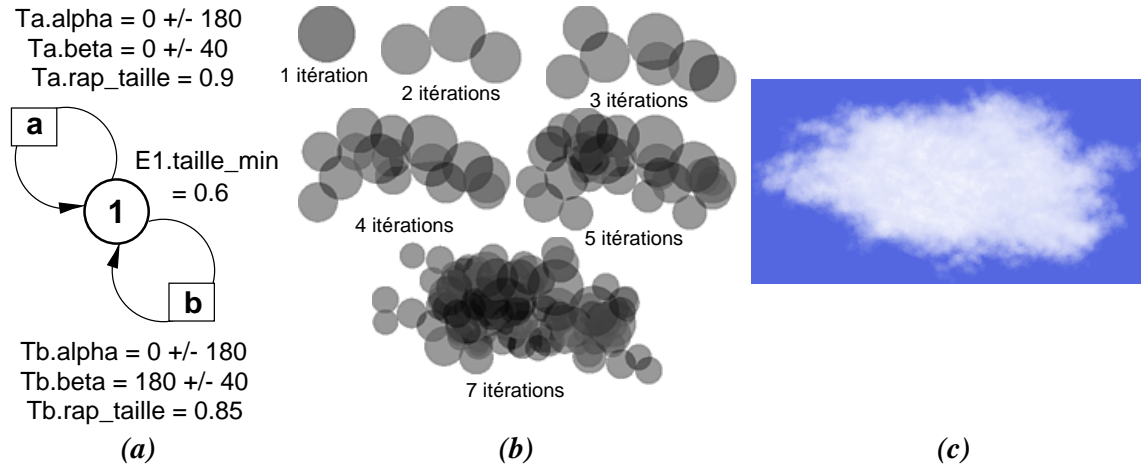 Ta.alpha = 0 +/- 180
Ta.beta = 0 +/- 40
Ta.rap_taille = 0.9
a
E1.taille_min
= 0.6
1
b
Tb.alpha = 0 +/- 180
Tb.beta = 180 +/- 40
Tb.rap_taille = 0.85
(a)
1 itération
2 itérations
3 itérations
4 itérations
5 itérations
7 itérations
(b)
(c)